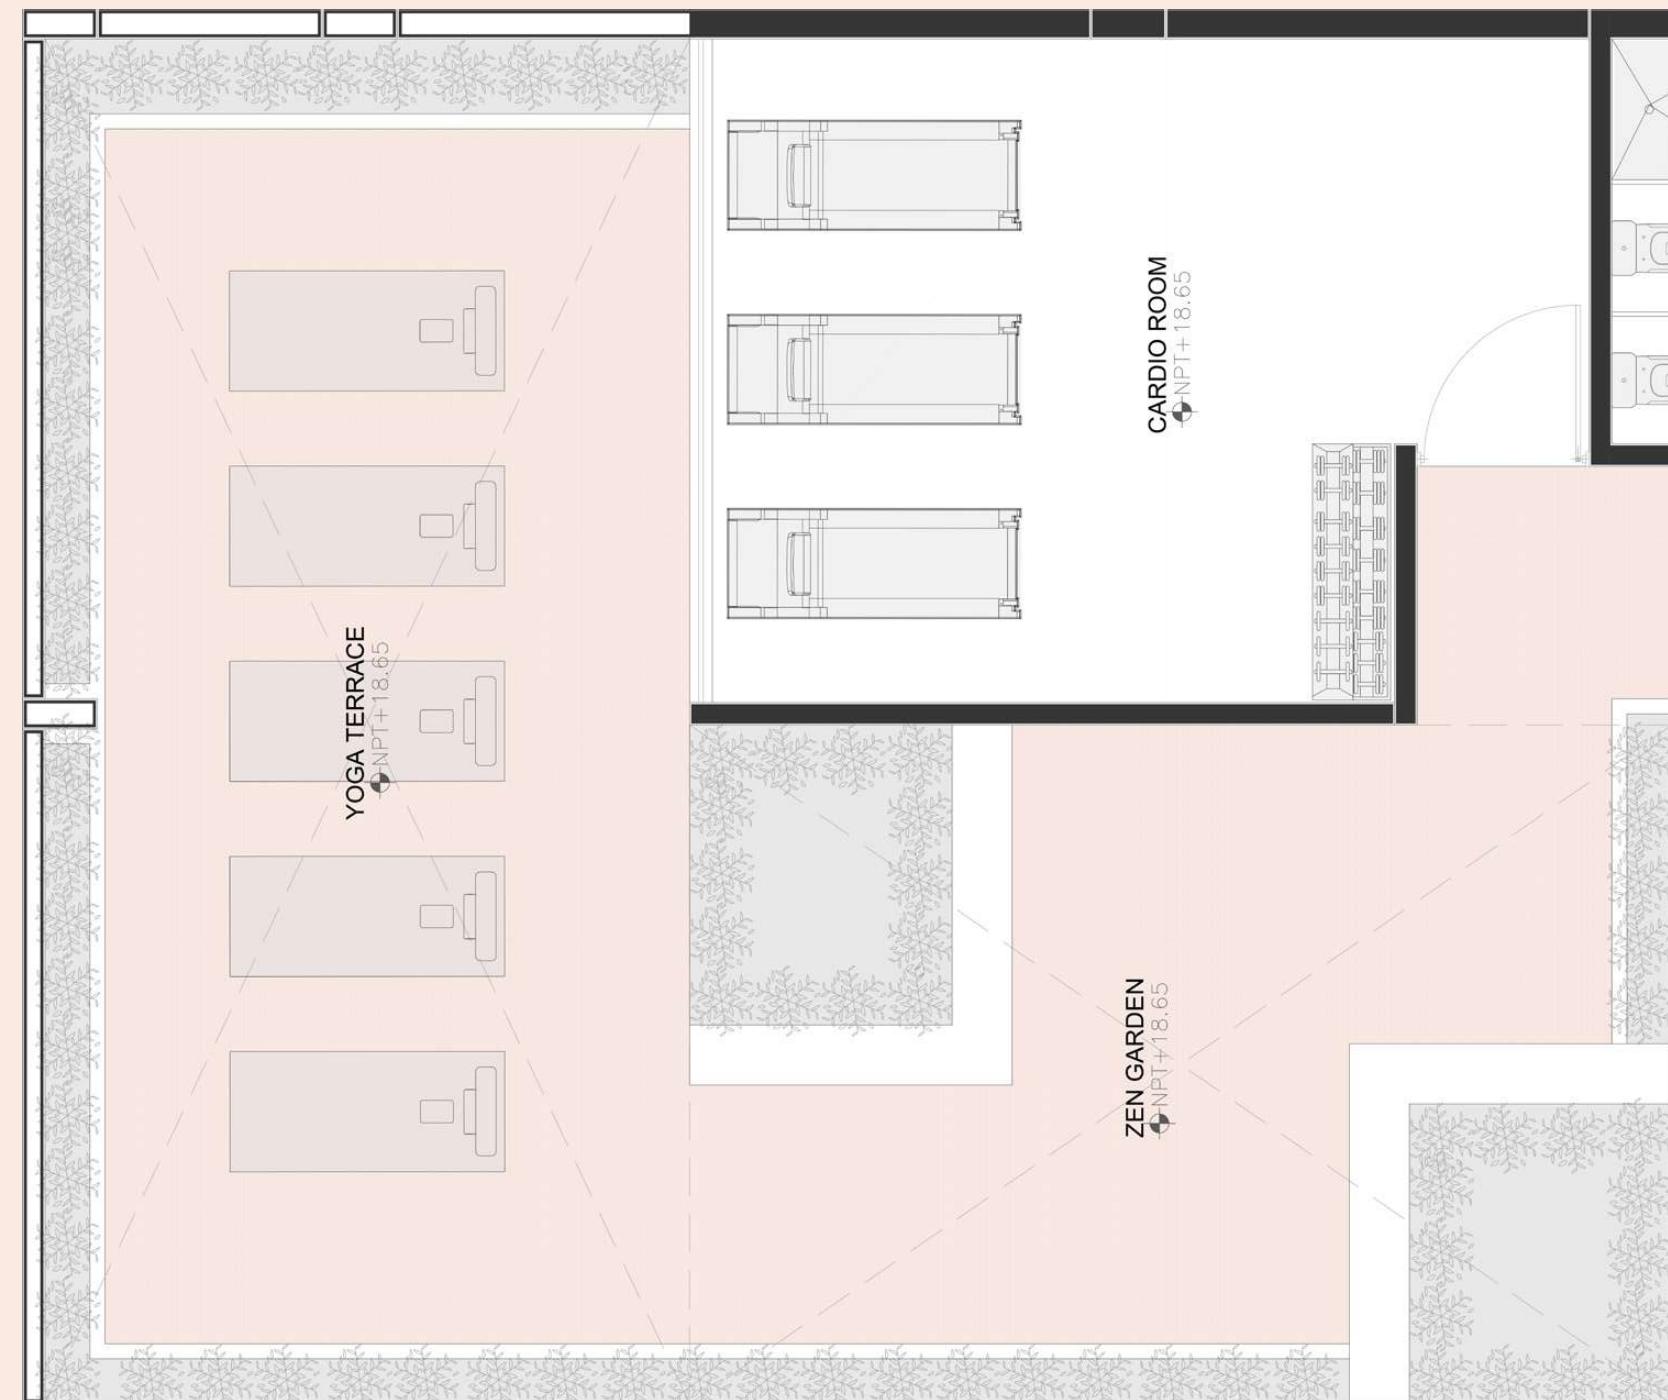 CARDIO ROOM
NPT+18.65
YOGA TERRACE
NPT+18.65
ZEN GARDEN
NPT+18.65